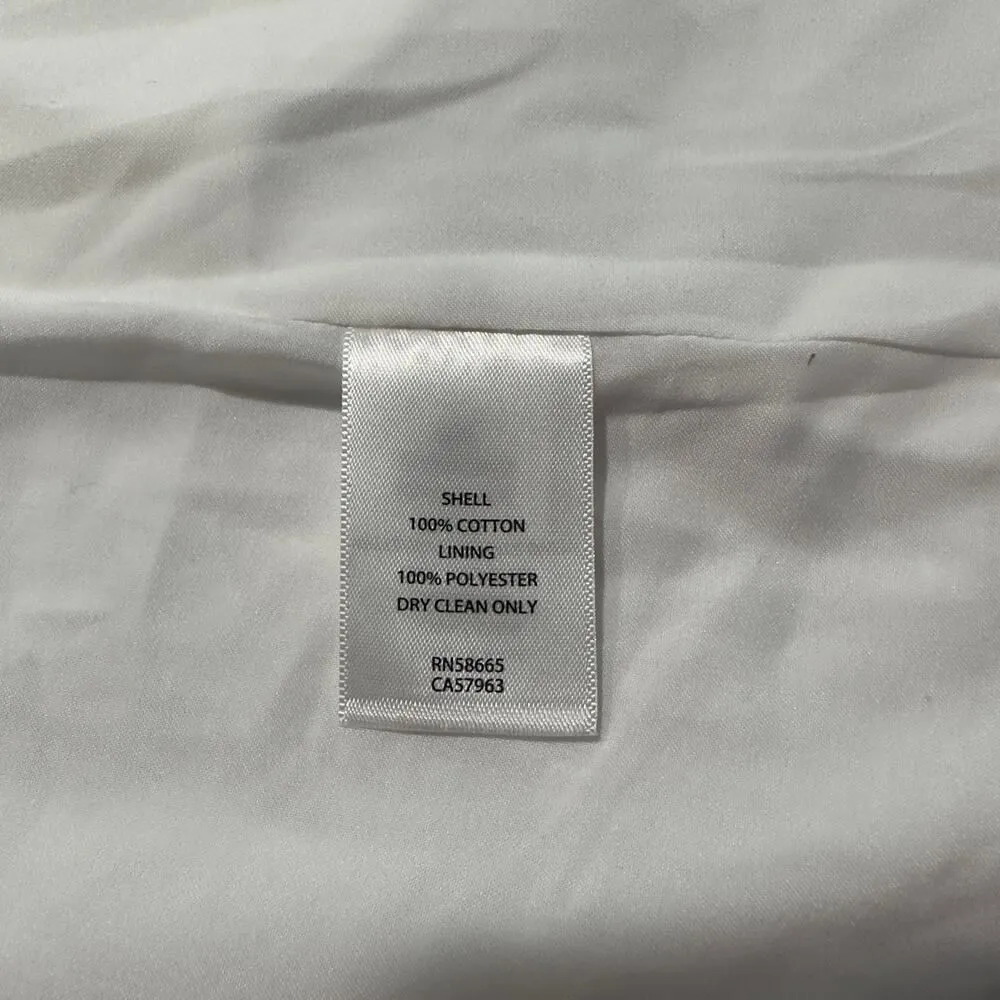 SHELL
100% COTTON
LINING
100% POLYESTER
DRY CLEAN ONLY
RN58665
CA57963